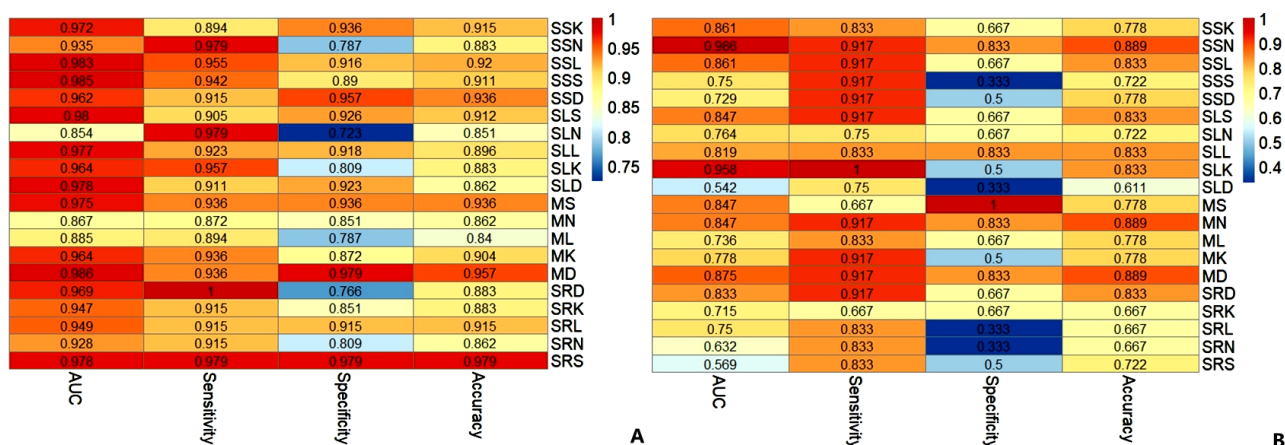 0.972 0.894 0.936 0.915 SSK
0.935 0.979 0.787 0.883 SSN
0.983 0.955 0.916 0.92 SSL
0.985 0.942 0.89 0.911 SSS
0.962 0.915 0.957 0.936 SSD
0.98 0.905 0.926 0.912 SLS
0.854 0.979 0.723 0.851 SLN
0.977 0.923 0.918 0.896 SLL
0.964 0.957 0.809 0.883 SLK
0.978 0.911 0.923 0.862 SLD
0.975 0.936 0.936 0.936 MS
0.867 0.872 0.851 0.862 MN
0.885 0.894 0.787 0.84 ML
0.964 0.936 0.872 0.904 MK
0.986 0.936 0.979 0.957 MD
0.969 1 0.766 0.883 SRD
0.947 0.915 0.851 0.883 SRK
0.949 0.915 0.915 0.915 SRL
0.928 0.915 0.809 0.862 SRN
0.978 0.979 0.979 0.979 SRS
AUC Sensitivity Specificity Accuracy
1
0.95
0.9
0.85
0.8
0.75
A
0.861 0.833 0.667 0.778 SSK
0.986 0.917 0.833 0.889 SSN
0.861 0.917 0.667 0.833 SSL
0.75 0.917 0.333 0.722 SSS
0.729 0.917 0.5 0.778 SSD
0.847 0.917 0.667 0.833 SLS
0.764 0.75 0.667 0.722 SLN
0.819 0.833 0.833 0.833 SLL
0.958 1 0.5 0.833 SLK
0.542 0.75 0.333 0.611 SLD
0.847 0.667 1 0.778 MS
0.847 0.917 0.833 0.889 MN
0.736 0.833 0.667 0.778 ML
0.778 0.917 0.5 0.778 MK
0.875 0.917 0.833 0.889 MD
0.833 0.917 0.667 0.833 SRD
0.715 0.667 0.667 0.667 SRK
0.75 0.833 0.333 0.667 SRL
0.632 0.833 0.333 0.667 SRN
0.569 0.833 0.5 0.722 SRS
AUC Sensitivity Specificity Accuracy
1
0.9
0.8
0.7
0.6
0.5
0.4
B